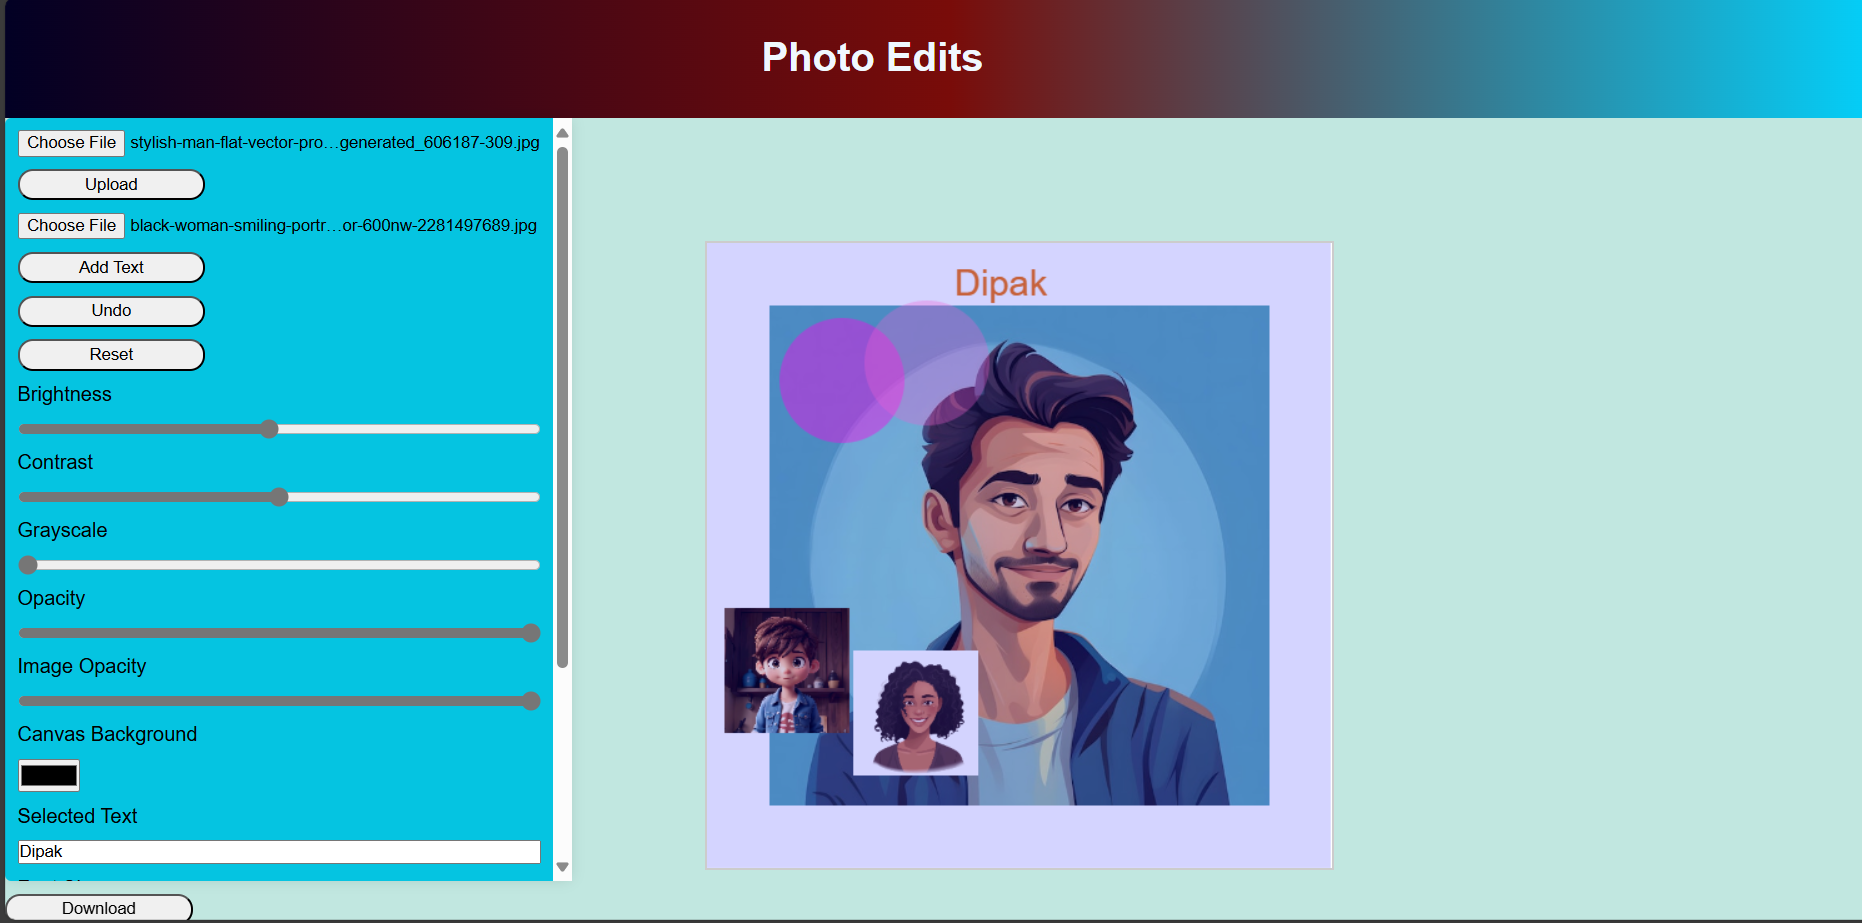 Photo Edits
Choose File stylish-man-flat-vector-pro...generated_606187-309.jpg
Upload
Choose File black-woman-smiling-portr...or-600nw-2281497689.jpg
Add Text
Undo
Reset
Brightness
Contrast
Grayscale
Opacity
Image Opacity
Canvas Background
Selected Text
Dipak
Download
Dipak